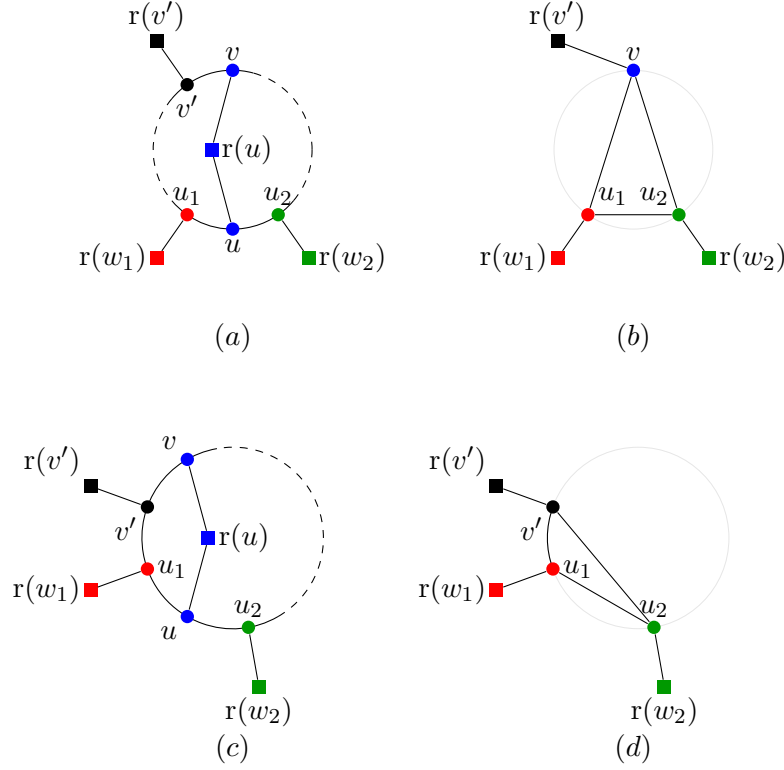 r(v′)
r(v′)
v
v
v′
r(u)
u₁
u₂
u₁
u₂
u
r(w₁)
r(w₂)
r(w₁)
r(w₂)
(a)
(b)
v
r(v′)
r(v′)
v′
v′
r(u)
u₁
u₁
r(w₁)
r(w₁)
u₂
u₂
u
r(w₂)
r(w₂)
(c)
(d)